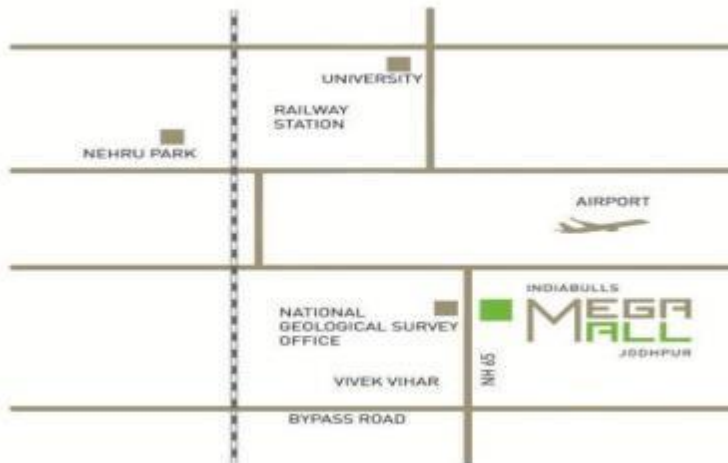 UNIVERSITY
RAILWAY
STATION
NEHRU PARK
AIRPORT
INDIABULLS
MEGA
MALL
JODHPUR
NATIONAL
GEOLOGICAL SURVEY
OFFICE
NH 65
VIVEK VIHAR
BYPASS ROAD